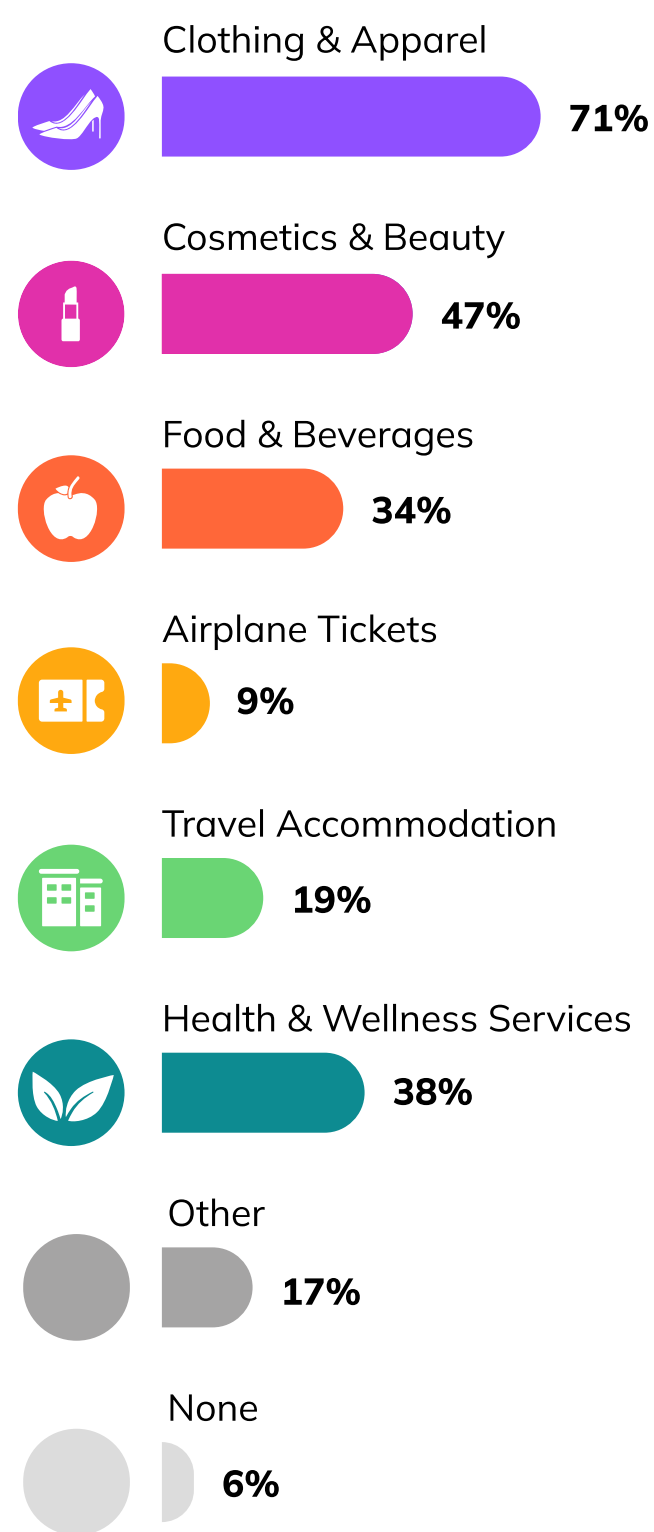 Clothing & Apparel
71%
Cosmetics & Beauty
47%
Food & Beverages
34%
Airplane Tickets
9%
Travel Accommodation
19%
Health & Wellness Services
38%
Other
17%
None
6%